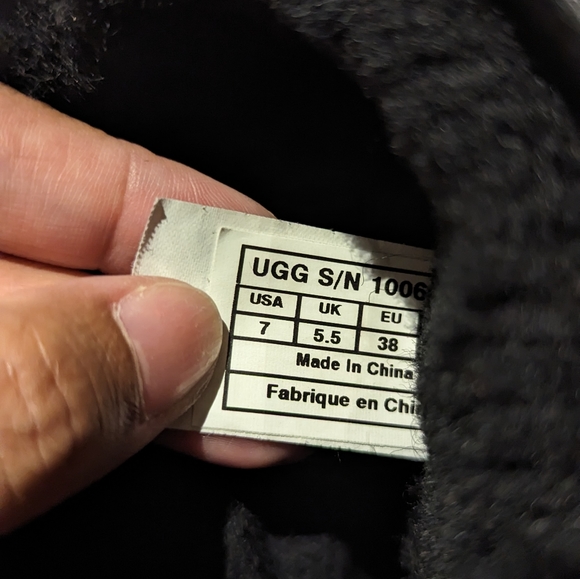 UGG S/N 1006
USA UK EU
7 5.5 38
Made In China
Fabrique en Chi